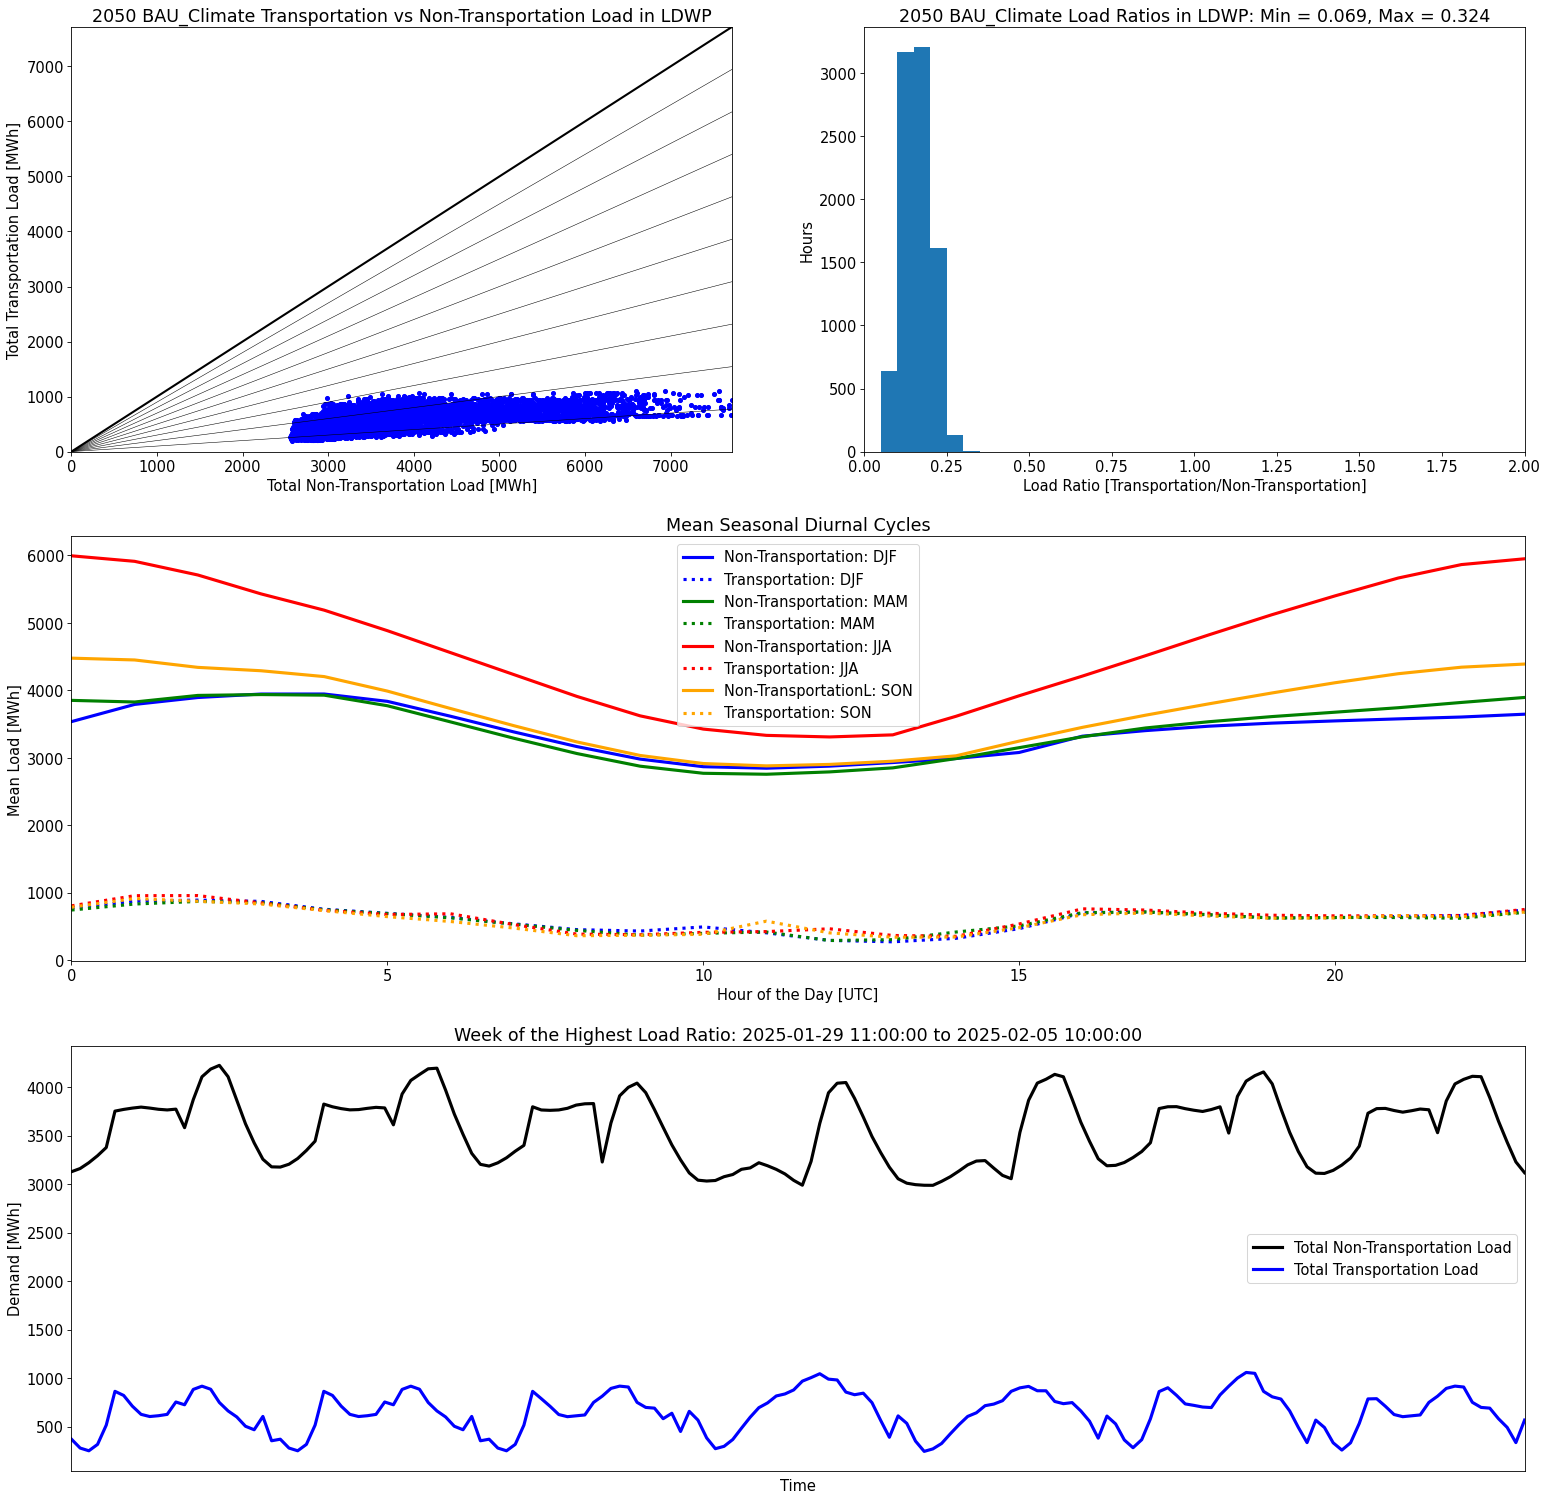 2050 BAU_Climate Transportation vs Non-Transportation Load in LDWP
Total Transportation Load [MWh]
7000
6000
5000
4000
3000
2000
1000
0
0 1000 2000 3000 4000 5000 6000 7000
Total Non-Transportation Load [MWh]
2050 BAU_Climate Load Ratios in LDWP: Min = 0.069, Max = 0.324
Hours
3000
2500
2000
1500
1000
500
0
0.00 0.25 0.50 0.75 1.00 1.25 1.50 1.75 2.00
Load Ratio [Transportation/Non-Transportation]
Mean Seasonal Diurnal Cycles
Mean Load [MWh]
6000
5000
4000
3000
2000
1000
0
Non-Transportation: DJF
Transportation: DJF
Non-Transportation: MAM
Transportation: MAM
Non-Transportation: JJA
Transportation: JJA
Non-TransportationL: SON
Transportation: SON
0 5 10 15 20
Hour of the Day [UTC]
Week of the Highest Load Ratio: 2025-01-29 11:00:00 to 2025-02-05 10:00:00
Demand [MWh]
4000
3500
3000
2500
2000
1500
1000
500
Total Non-Transportation Load
Total Transportation Load
Time